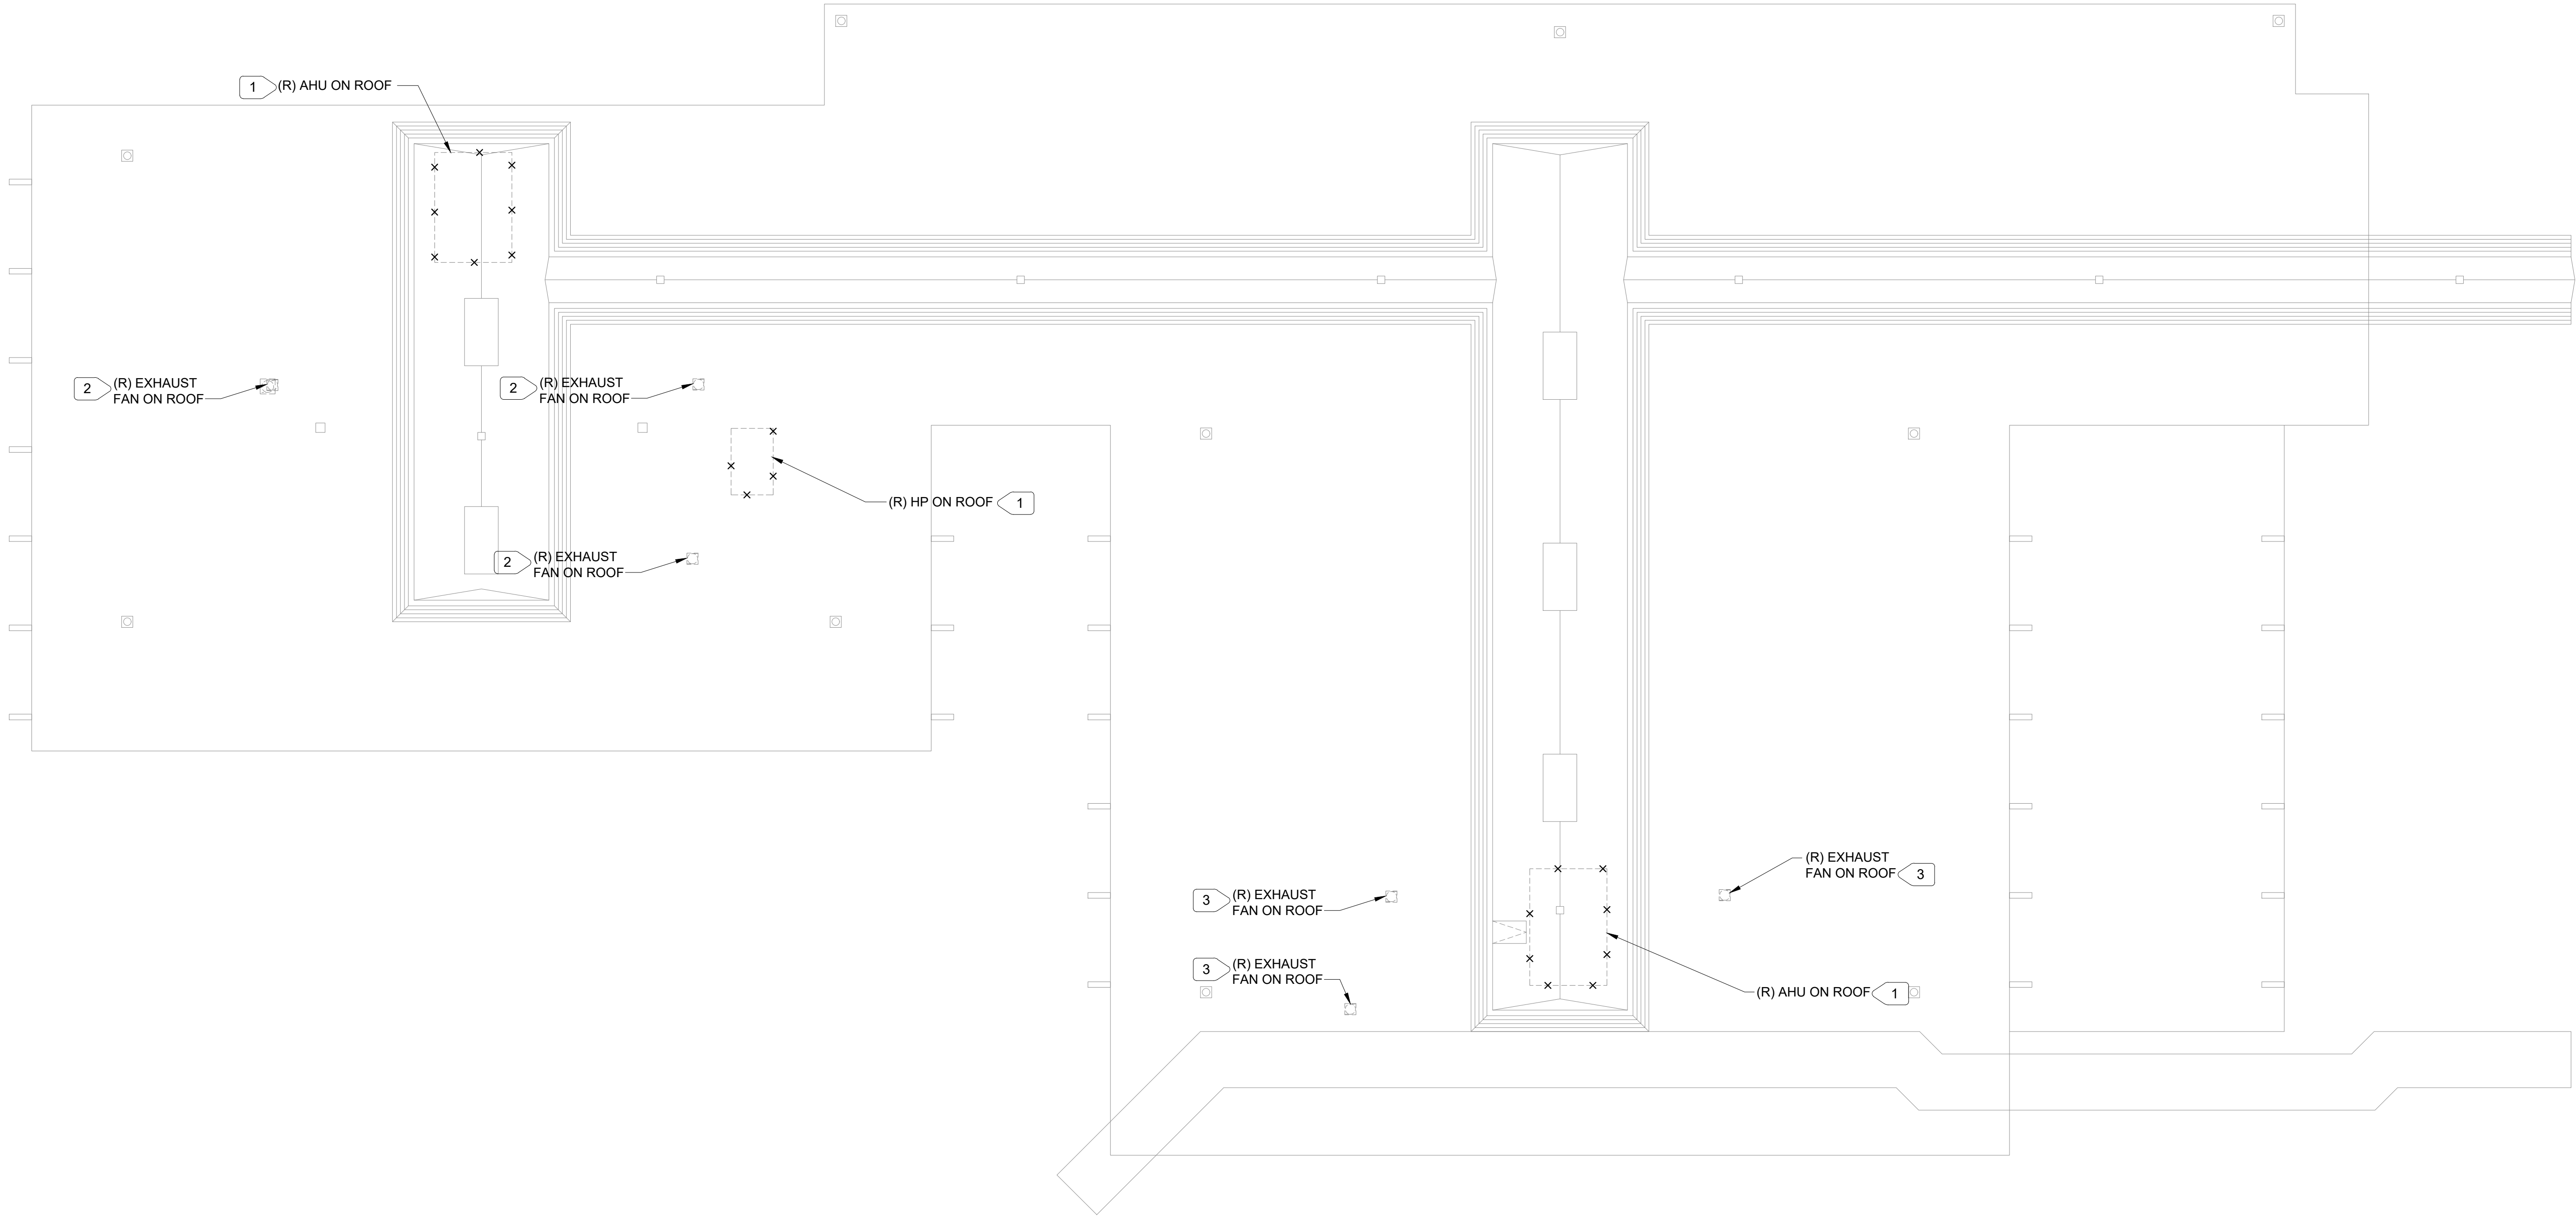 1 (R) AHU ON ROOF
2 (R) EXHAUST
FAN ON ROOF
2 (R) EXHAUST
FAN ON ROOF
(R) HP ON ROOF 1
2 (R) EXHAUST
FAN ON ROOF
(R) EXHAUST
FAN ON ROOF 3
3 (R) EXHAUST
FAN ON ROOF
3 (R) EXHAUST
FAN ON ROOF
(R) AHU ON ROOF 1